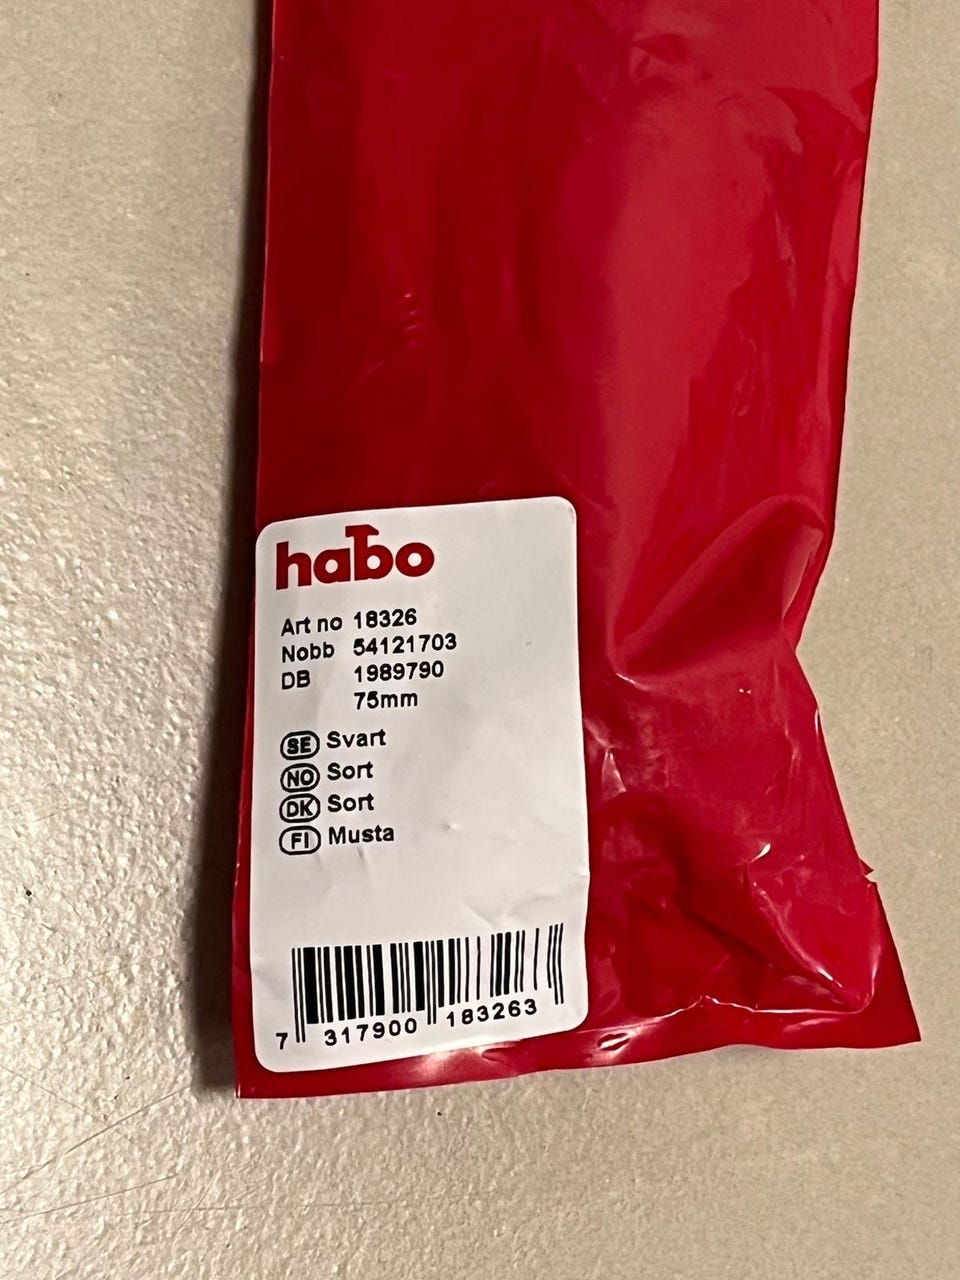 habo
Art no 18326
Nobb 54121703
DB 1989790
75mm
SE Svart
NO Sort
DK Sort
FI Musta
7 317900 183263